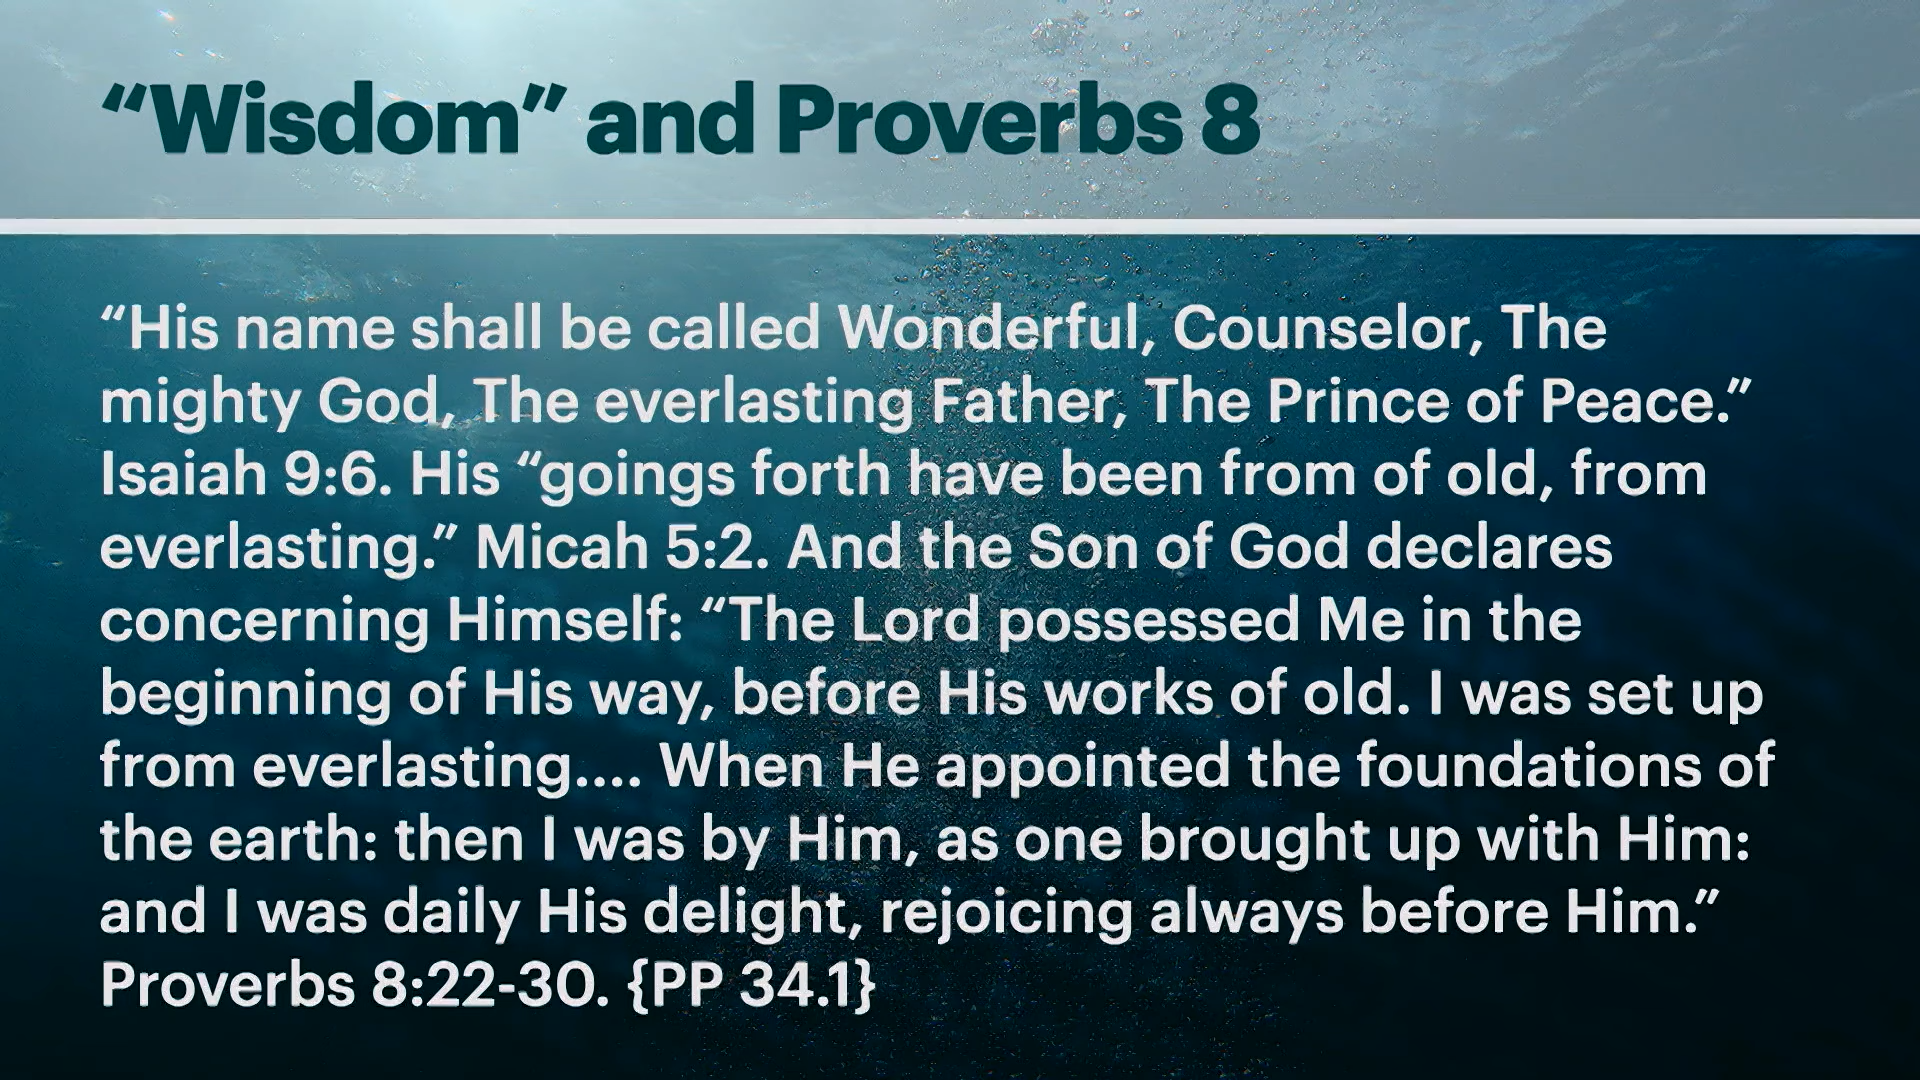 “Wisdom” and Proverbs 8
“His name shall be called Wonderful, Counselor, The
mighty God, The everlasting Father, The Prince of Peace.”
Isaiah 9:6. His “goings forth have been from of old, from
everlasting.” Micah 5:2. And the Son of God declares
concerning Himself: “The Lord possessed Me in the
beginning of His way, before His works of old. I was set up
from everlasting.... When He appointed the foundations of
the earth: then I was by Him, as one brought up with Him:
and I was daily His delight, rejoicing always before Him.”
Proverbs 8:22-30. {PP 34.1}